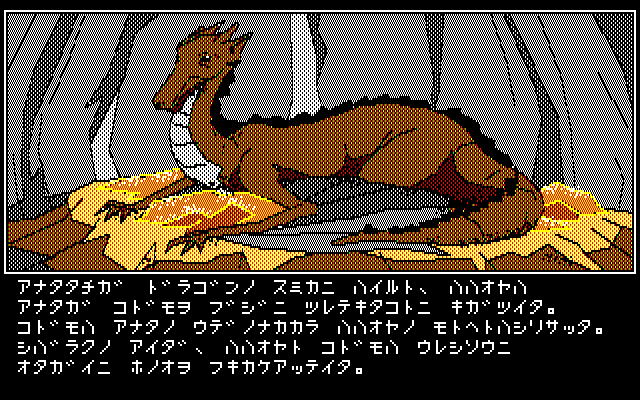 アナタタチガ ドラゴンノ スミカニ ハイルト、 ハハオヤハ
アナタガ コドモヲ ブジニ ツレテキタコトニ キガツイタ。
コドモハ アナタノ ウデノナカカラ ハハオヤノ モトヘトハシリサッタ。
シバラクノ アイダ、 ハハオヤト コドモハ ウレシソウニ
オタガイニ ホノオヲ フキカケアッテイタ。